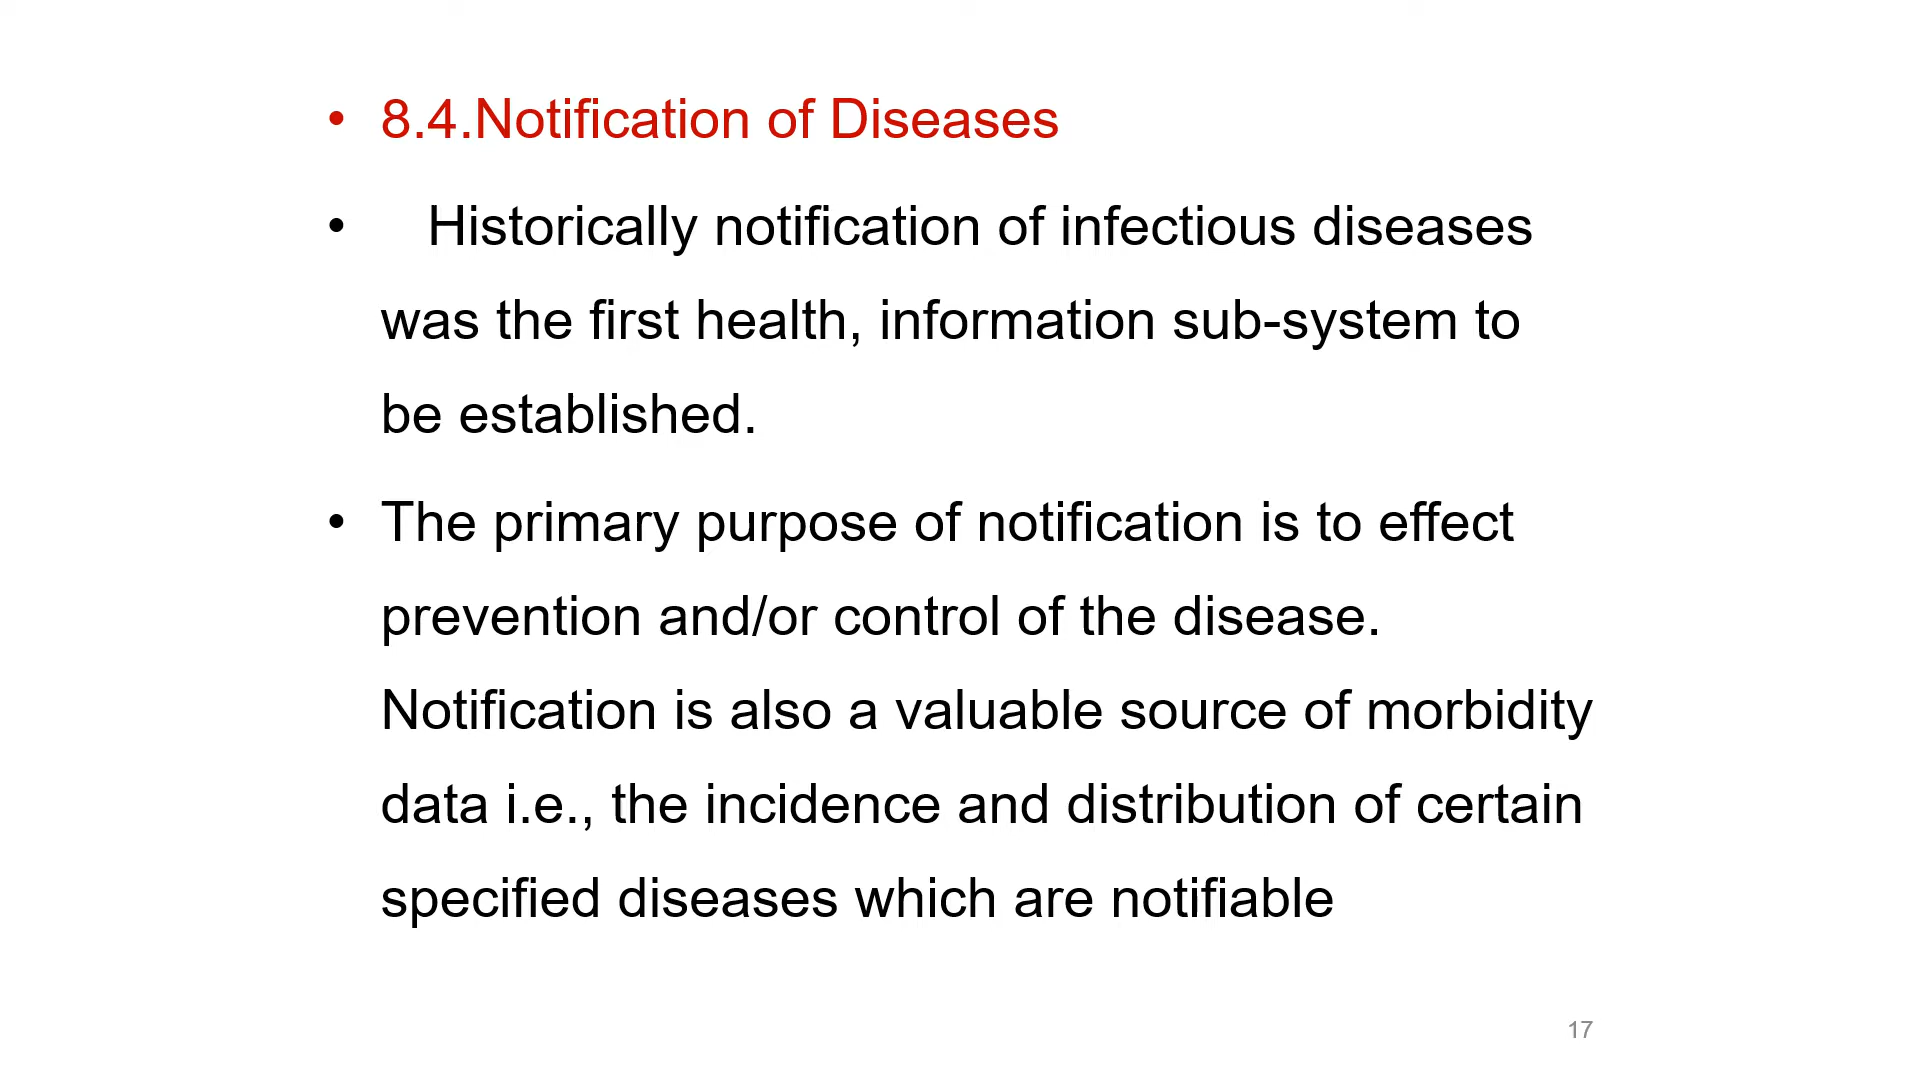 • 8.4.Notification of Diseases
• Historically notification of infectious diseases
was the first health, information sub-system to
be established.
• The primary purpose of notification is to effect
prevention and/or control of the disease.
Notification is also a valuable source of morbidity
data i.e., the incidence and distribution of certain
specified diseases which are notifiable
17